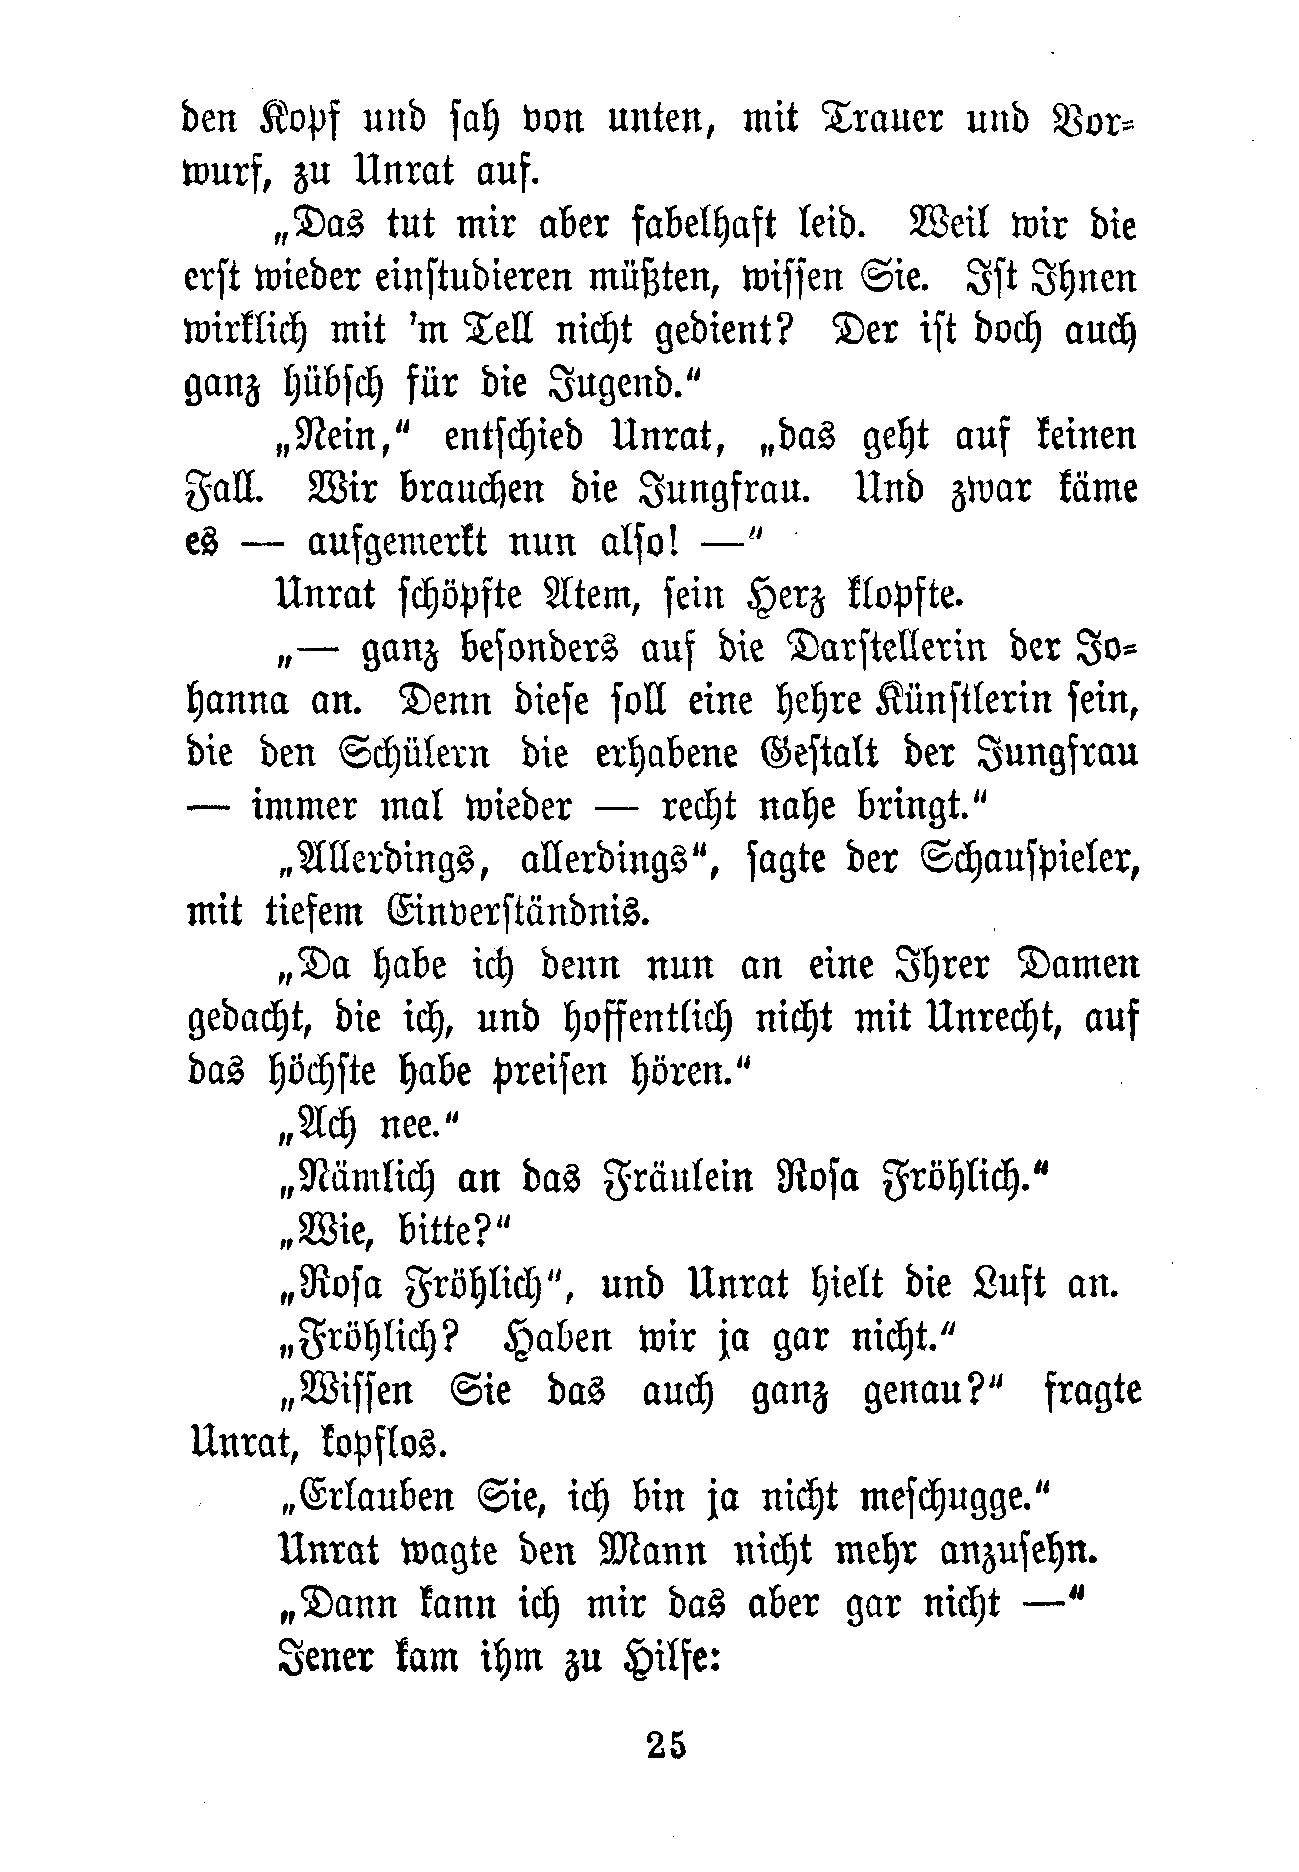 den Kopf und sah von unten, mit Trauer und Vor-
wurf, zu Unrat auf.
„Das tut mir aber fabelhaft leid. Weil wir die
erst wieder einstudieren müßten, wissen Sie. Ist Ihnen
wirklich mit 'm Tell nicht gedient? Der ist doch auch
ganz hübsch für die Jugend.“
„Nein,“ entschied Unrat, „das geht auf keinen
Fall. Wir brauchen die Jungfrau. Und zwar käme
es — aufgemerkt nun also! —“
Unrat schöpfte Atem, sein Herz klopfte.
„— ganz besonders auf die Darstellerin der Jo-
hanna an. Denn diese soll eine hehre Künstlerin sein,
die den Schülern die erhabene Gestalt der Jungfrau
— immer mal wieder — recht nahe bringt.“
„Allerdings, allerdings“, sagte der Schauspieler,
mit tiefem Einverständnis.
„Da habe ich denn nun an eine Ihrer Damen
gedacht, die ich, und hoffentlich nicht mit Unrecht, auf
das höchste habe preisen hören.“
„Ach nee.“
„Nämlich an das Fräulein Rosa Fröhlich.“
„Wie, bitte?“
„Rosa Fröhlich“, und Unrat hielt die Luft an.
„Fröhlich? Haben wir ja gar nicht.“
„Wissen Sie das auch ganz genau?“ fragte
Unrat, kopflos.
„Erlauben Sie, ich bin ja nicht meschugge.“
Unrat wagte den Mann nicht mehr anzusehn.
„Dann kann ich mir das aber gar nicht —“
Jener kam ihm zu Hilfe:
25